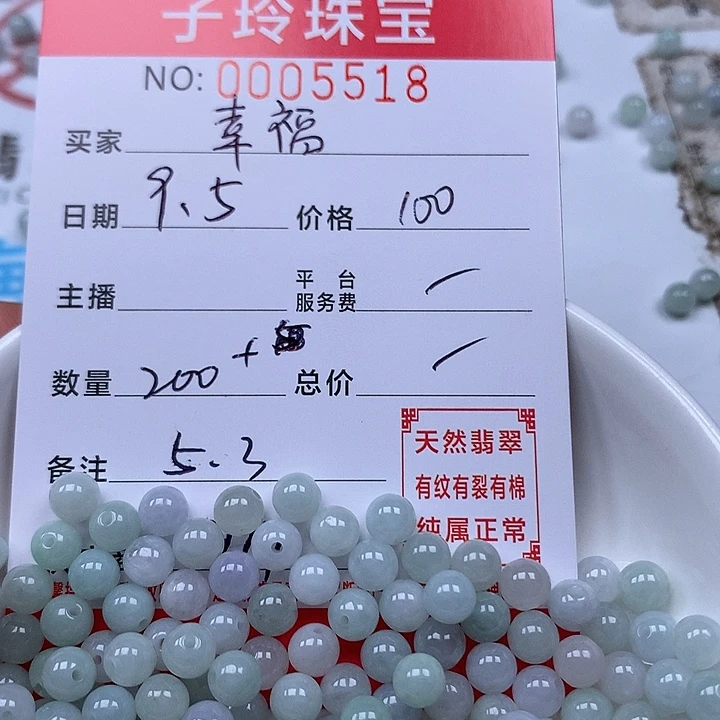 子玲珠宝
NO: 0005518
买家 幸福
日期 9.5 价格 100
主播 平台服务费 一
数量 200+ 总价 一
备注 5.3
天然翡翠
有纹有裂有棉
纯属正常